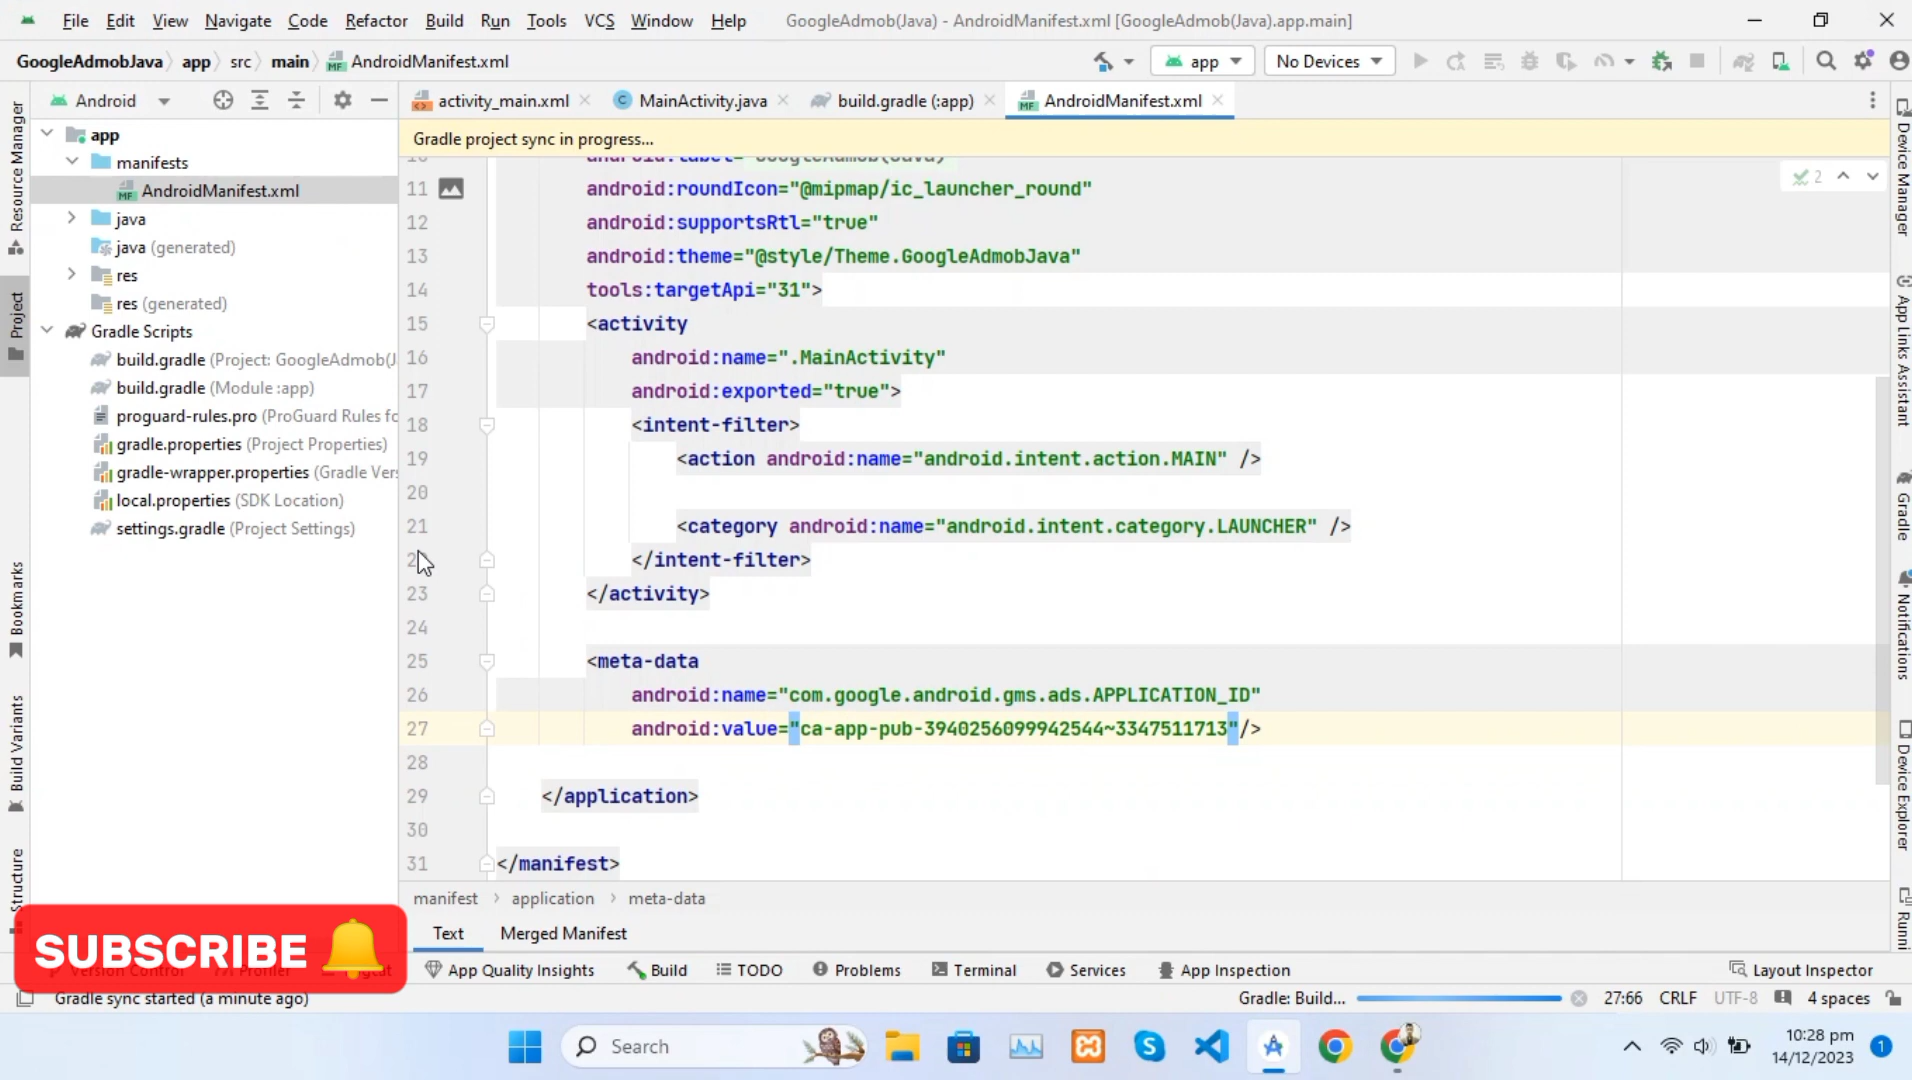 File Edit View Navigate Code Refactor Build Run Tools VCS Window Help GoogleAdmob(Java) - AndroidManifest.xml [GoogleAdmob(Java).app.main]
GoogleAdmobJava app src main AndroidManifest.xml app No Devices
Android activity_main.xml MainActivity.java build.gradle (:app) AndroidManifest.xml
Gradle project sync in progress...
app
manifests
AndroidManifest.xml
java
java (generated)
res
res (generated)
Gradle Scripts
build.gradle (Project: GoogleAdmob(J
build.gradle (Module :app)
proguard-rules.pro (ProGuard Rules fo
gradle.properties (Project Properties)
gradle-wrapper.properties (Gradle Ver
local.properties (SDK Location)
settings.gradle (Project Settings)
Resource Manager
Project
Bookmarks
Build Variants
Structure
2
11 android:roundIcon="@mipmap/ic_launcher_round"
12 android:supportsRtl="true"
13 android:theme="@style/Theme.GoogleAdmobJava"
14 tools:targetApi="31">
15 <activity
16 android:name=".MainActivity"
17 android:exported="true">
18 <intent-filter>
19 <action android:name="android.intent.action.MAIN" />
20
21 <category android:name="android.intent.category.LAUNCHER" />
</intent-filter>
23 </activity>
24
25 <meta-data
26 android:name="com.google.android.gms.ads.APPLICATION_ID"
27 android:value="ca-app-pub-3940256099942544~3347511713"/>
28
29 </application>
30
31 </manifest>
manifest application meta-data
Text Merged Manifest
Device Manager
App Links Assistant
Gradle
Notifications
Device Explorer
Runni
SUBSCRIBE
Version Control Profiler App Quality Insights Build TODO Problems Terminal Services App Inspection Layout Inspector
Gradle sync started (a minute ago) Gradle: Build... 27:66 CRLF UTF-8 4 spaces
Search
10:28 pm
14/12/2023
1